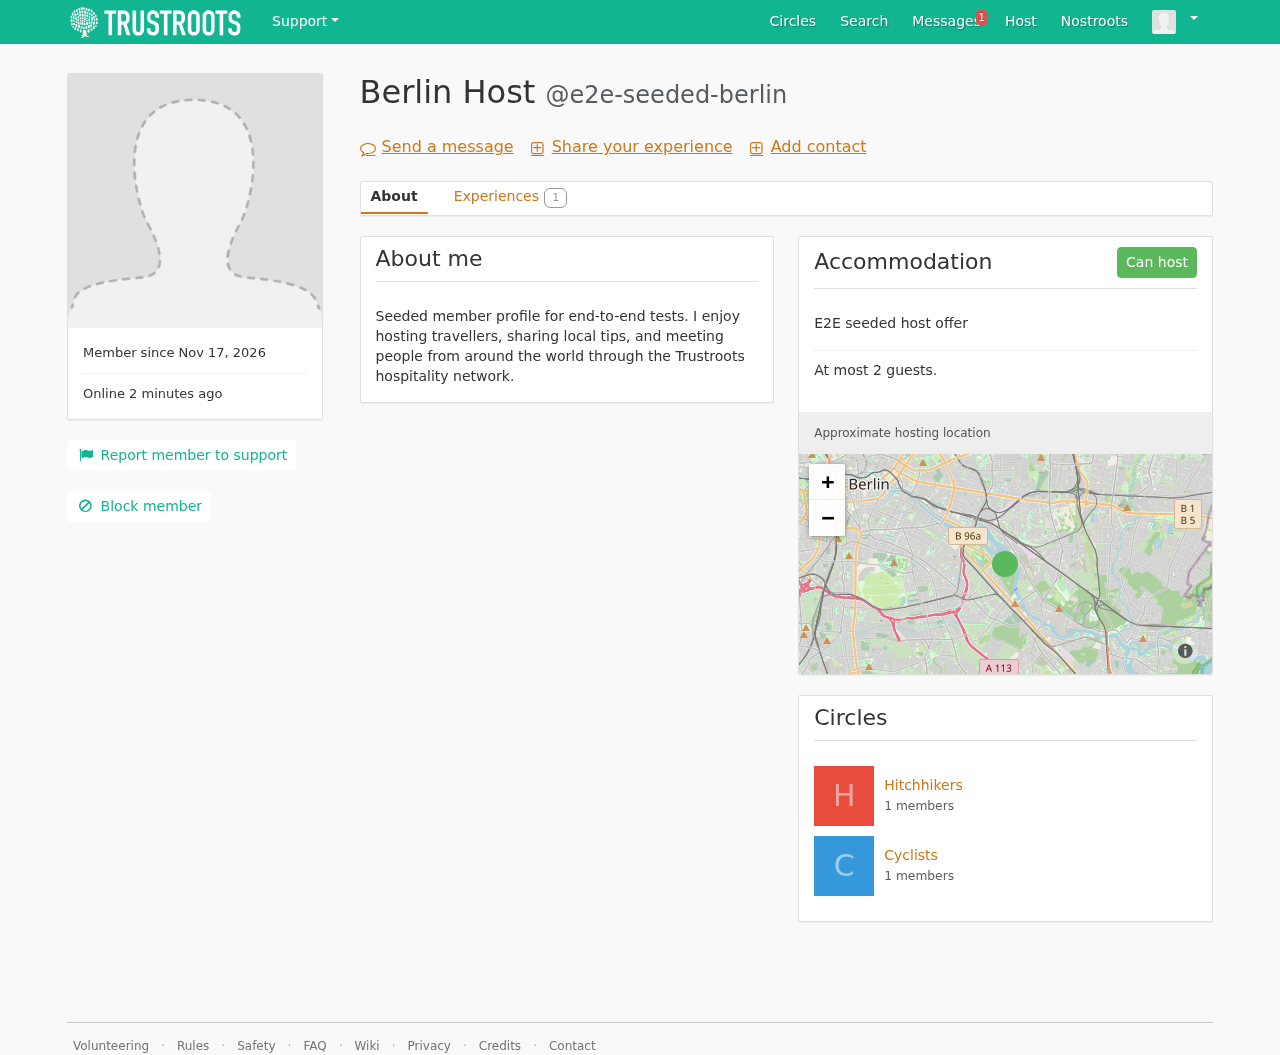 TRUSTROOTS
Support
Circles
Search
Messages
1
Host
Nostroots
Berlin Host @e2e-seeded-berlin
Send a message
Share your experience
Add contact
About
Experiences 1
Member since Nov 17, 2026
Online 2 minutes ago
Report member to support
Block member
About me
Seeded member profile for end-to-end tests. I enjoy
hosting travellers, sharing local tips, and meeting
people from around the world through the Trustroots
hospitality network.
Accommodation
Can host
E2E seeded host offer
At most 2 guests.
Approximate hosting location
+
−
Berlin
B 1
B 5
B 96a
A 113
Circles
H
Hitchhikers
1 members
C
Cyclists
1 members
Volunteering · Rules · Safety · FAQ · Wiki · Privacy · Credits · Contact